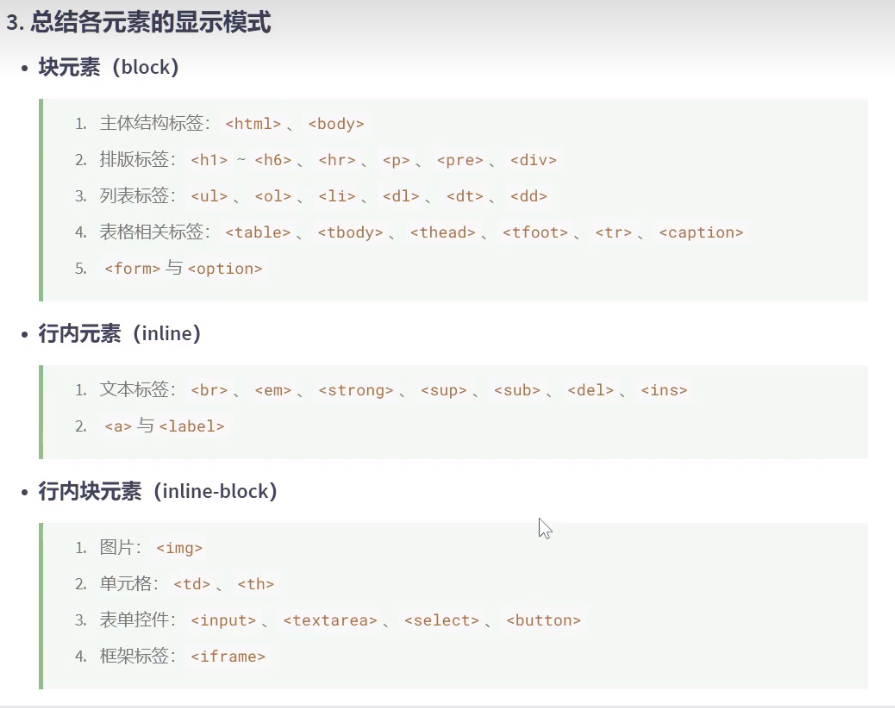 3. 总结各元素的显示模式
• 块元素（block）
1. 主体结构标签： <html> 、 <body>
2. 排版标签： <h1> ~ <h6> 、 <hr> 、 <p> 、 <pre> 、 <div>
3. 列表标签： <ul> 、 <ol> 、 <li> 、 <dl> 、 <dt> 、 <dd>
4. 表格相关标签： <table> 、 <tbody> 、 <thead> 、 <tfoot> 、 <tr> 、 <caption>
5. <form> 与 <option>
• 行内元素（inline）
1. 文本标签： <br> 、 <em> 、 <strong> 、 <sup> 、 <sub> 、 <del> 、 <ins>
2. <a> 与 <label>
• 行内块元素（inline-block）
1. 图片： <img>
2. 单元格： <td> 、 <th>
3. 表单控件： <input> 、 <textarea> 、 <select> 、 <button>
4. 框架标签： <iframe>